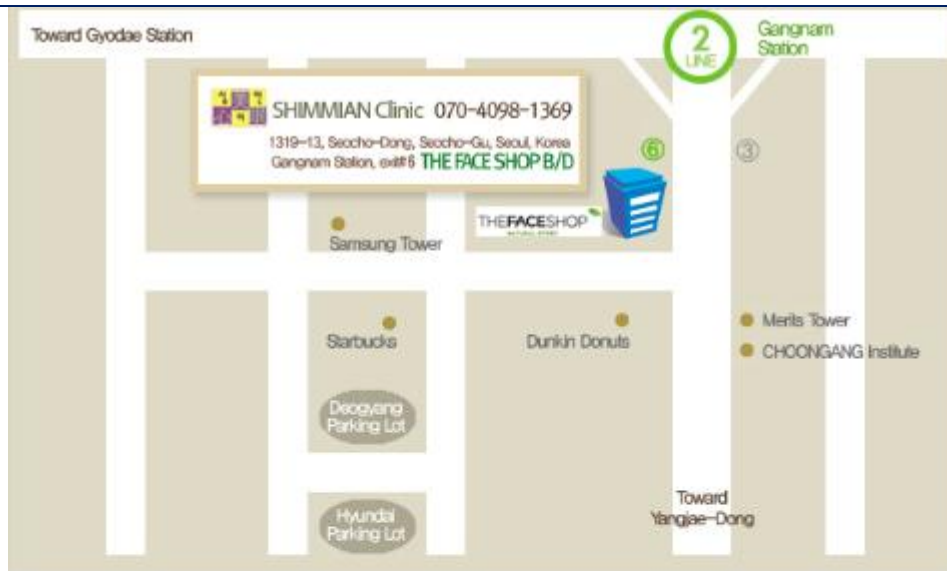 Toward Gyodae Station
2
LINE
Gangnam
Station
SHIMMIAN Clinic 070-4098-1369
1319-13, Seocho-Dong, Seocho-Gu, Seoul, Korea
Gangnam Station, exit#6 THE FACE SHOP B/D
⑥
③
THEFACESHOP
Samsung Tower
Starbucks
Dunkin Donuts
Merits Tower
CHOONGANG Institute
Deogyang
Parking Lot
Hyundai
Parking Lot
Toward
Yangjae-Dong